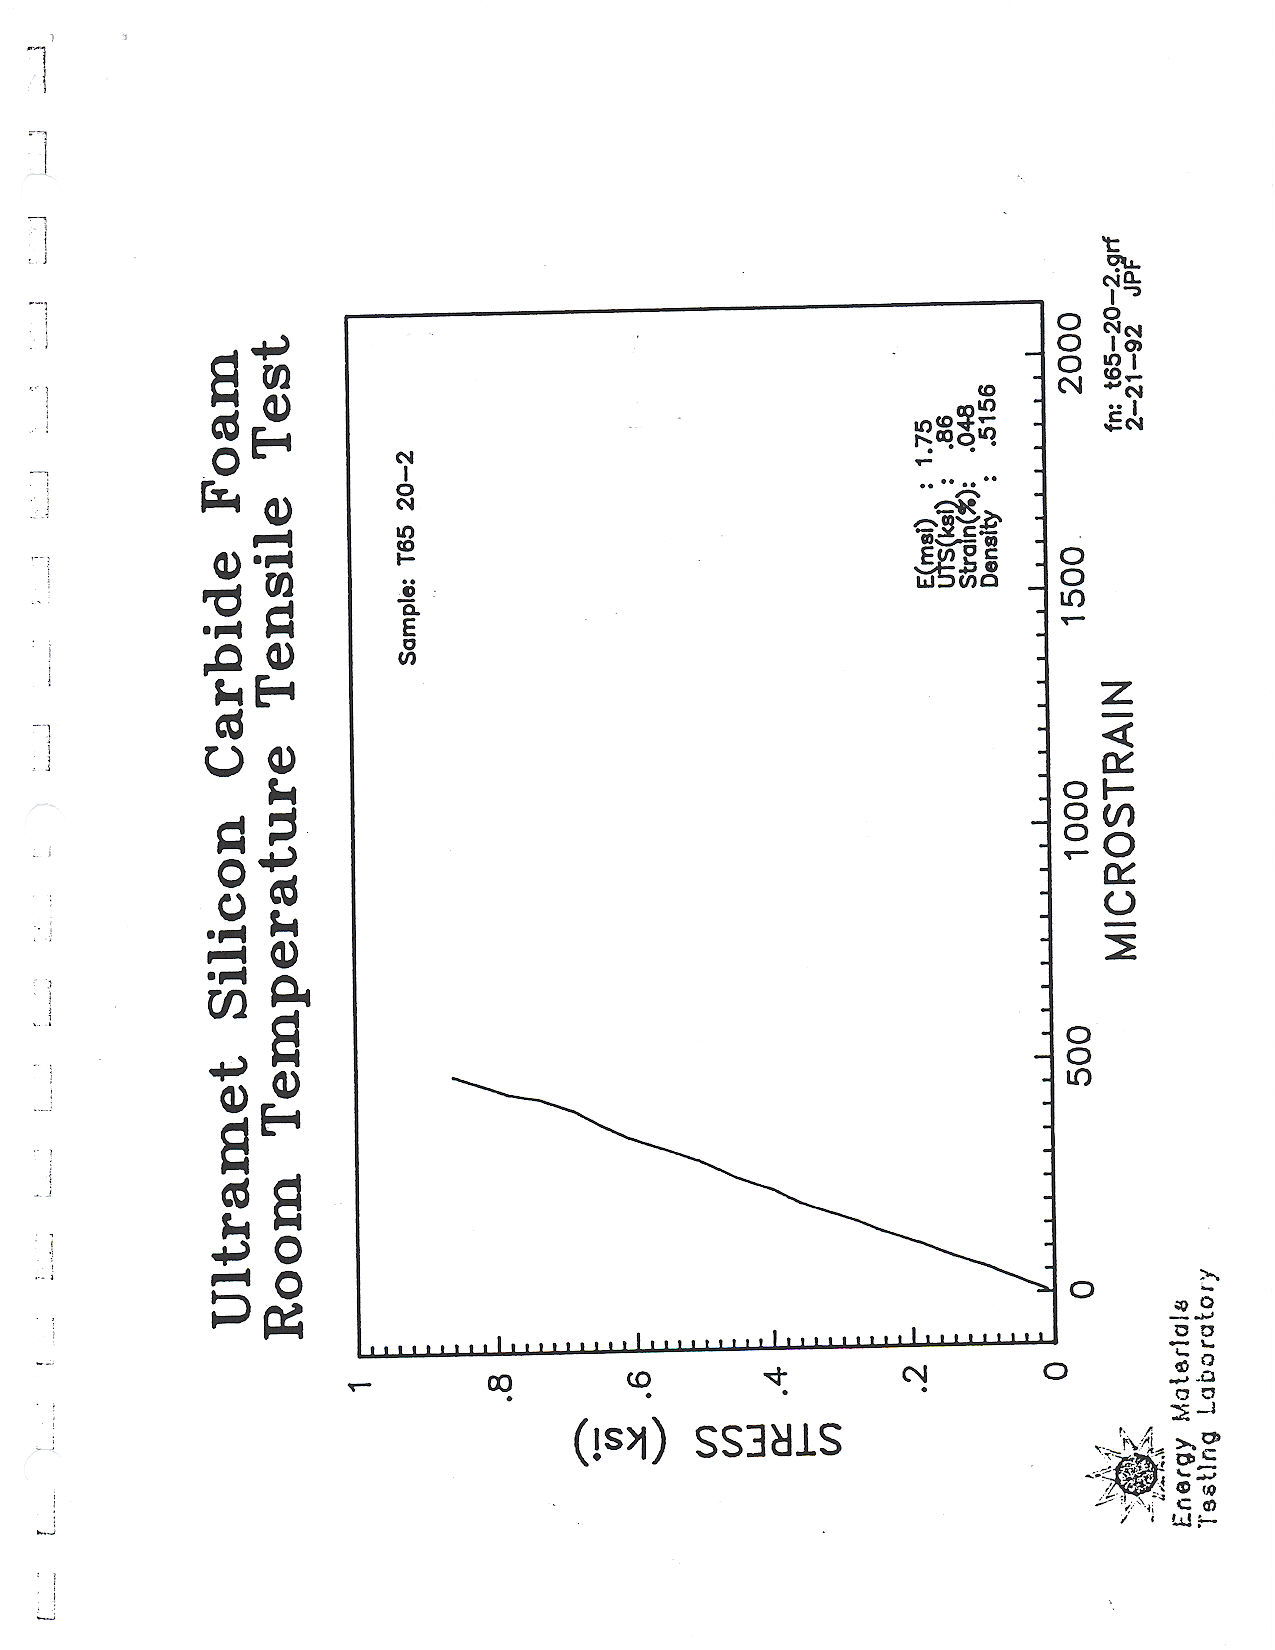 Ultramet Silicon Carbide Foam
Room Temperature Tensile Test
Sample: T65 20-2
STRESS (ksi)
1
.8
.6
.4
.2
0
E(msi) : 1.75
UTS(ksi) : .86
Strain(%): .048
Density : .5156
0 500 1000 1500 2000
MICROSTRAIN
fn: t65-20-2.grf
2-21-92 JPF
Energy Materials
Testing Laboratory